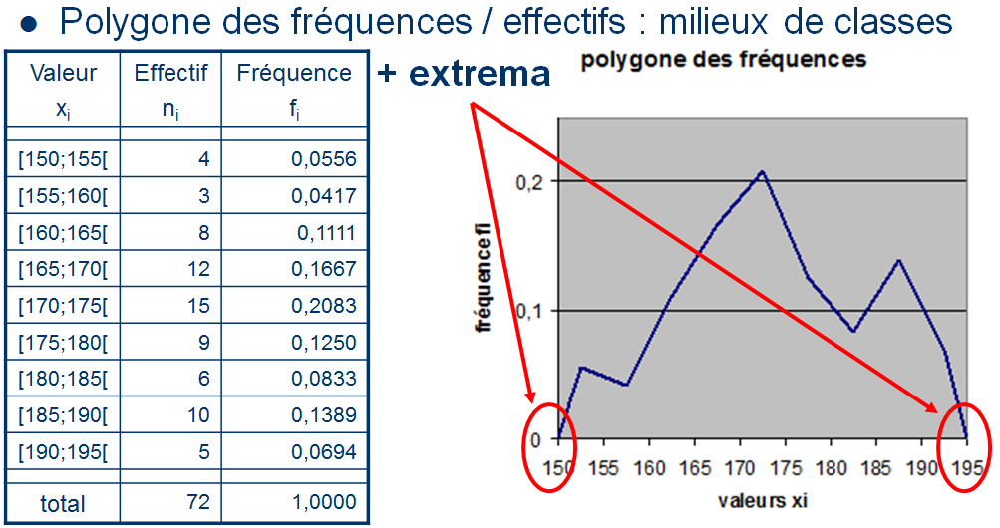 ● Polygone des fréquences / effectifs : milieux de classes
+ extrema
Valeur xi Effectif ni Fréquence fi
[150;155[ 4 0,0556
[155;160[ 3 0,0417
[160;165[ 8 0,1111
[165;170[ 12 0,1667
[170;175[ 15 0,2083
[175;180[ 9 0,1250
[180;185[ 6 0,0833
[185;190[ 10 0,1389
[190;195[ 5 0,0694
total 72 1,0000
polygone des fréquences
fréquence fi
0,2
0,1
0
150 155 160 165 170 175 180 185 190 195
valeurs xi